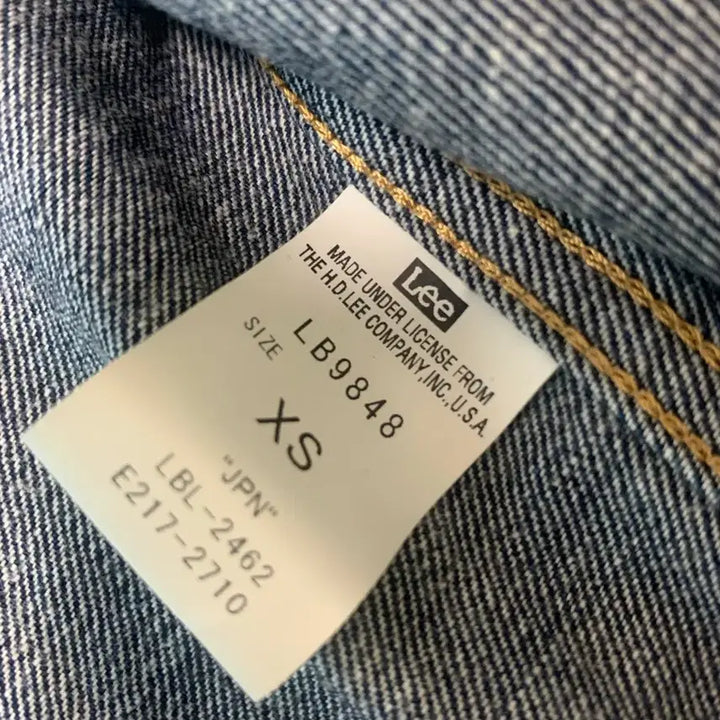 Lee
MADE UNDER LICENSE FROM
THE H.D.LEE COMPANY,INC.,U.S.A.
LB9848
SIZE
XS
"JPN"
LBL-2462
E217-2710